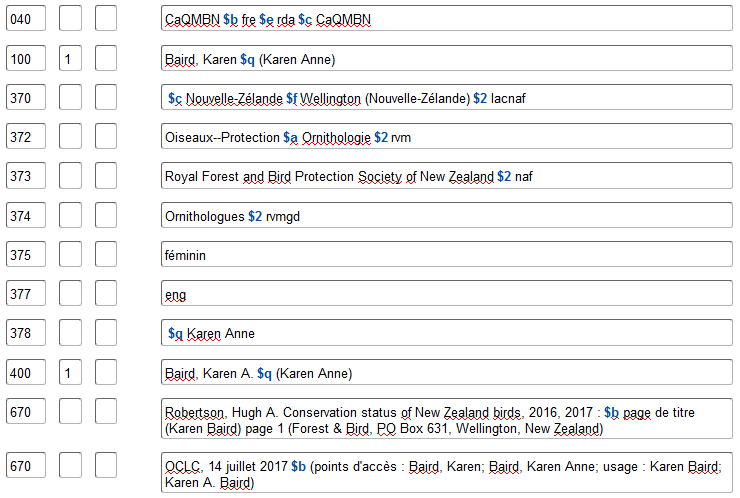 040 CaQMBN $b fre $e rda $c CaQMBN
100 1 Baird, Karen $q (Karen Anne)
370 $c Nouvelle-Zélande $f Wellington (Nouvelle-Zélande) $2 lacnaf
372 Oiseaux--Protection $a Ornithologie $2 rvm
373 Royal Forest and Bird Protection Society of New Zealand $2 naf
374 Ornithologues $2 rvmgd
375 féminin
377 eng
378 $q Karen Anne
400 1 Baird, Karen A. $q (Karen Anne)
670 Robertson, Hugh A. Conservation status of New Zealand birds, 2016, 2017 : $b page de titre
(Karen Baird) page 1 (Forest & Bird, PO Box 631, Wellington, New Zealand)
670 OCLC, 14 juillet 2017 $b (points d'accès : Baird, Karen; Baird, Karen Anne; usage : Karen Baird;
Karen A. Baird)